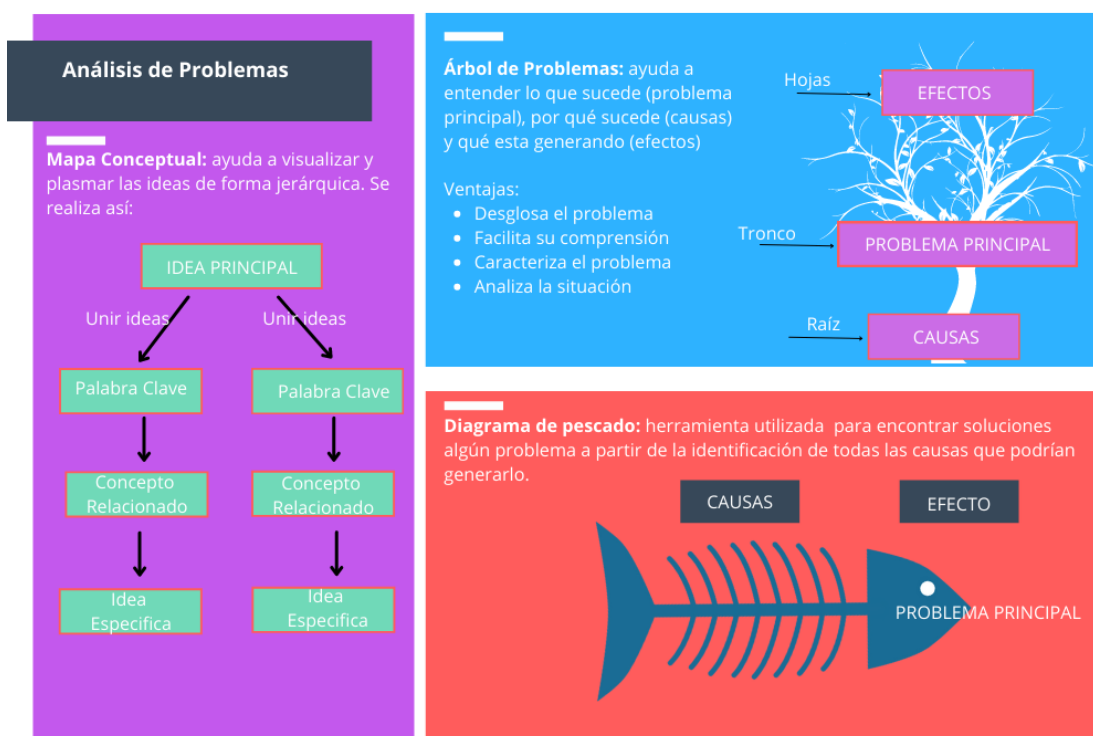 Análisis de Problemas
Mapa Conceptual: ayuda a visualizar y
plasmar las ideas de forma jerárquica. Se
realiza así:
IDEA PRINCIPAL
Unir ideas
Unir ideas
Palabra Clave
Palabra Clave
Concepto
Relacionado
Concepto
Relacionado
Idea
Especifica
Idea
Especifica
Árbol de Problemas: ayuda a
entender lo que sucede (problema
principal), por qué sucede (causas)
y qué esta generando (efectos)
Ventajas:
• Desglosa el problema
• Facilita su comprensión
• Caracteriza el problema
• Analiza la situación
Hojas
EFECTOS
Tronco
PROBLEMA PRINCIPAL
Raíz
CAUSAS
Diagrama de pescado: herramienta utilizada para encontrar soluciones
algún problema a partir de la identificación de todas las causas que podrían
generarlo.
CAUSAS
EFECTO
PROBLEMA PRINCIPAL